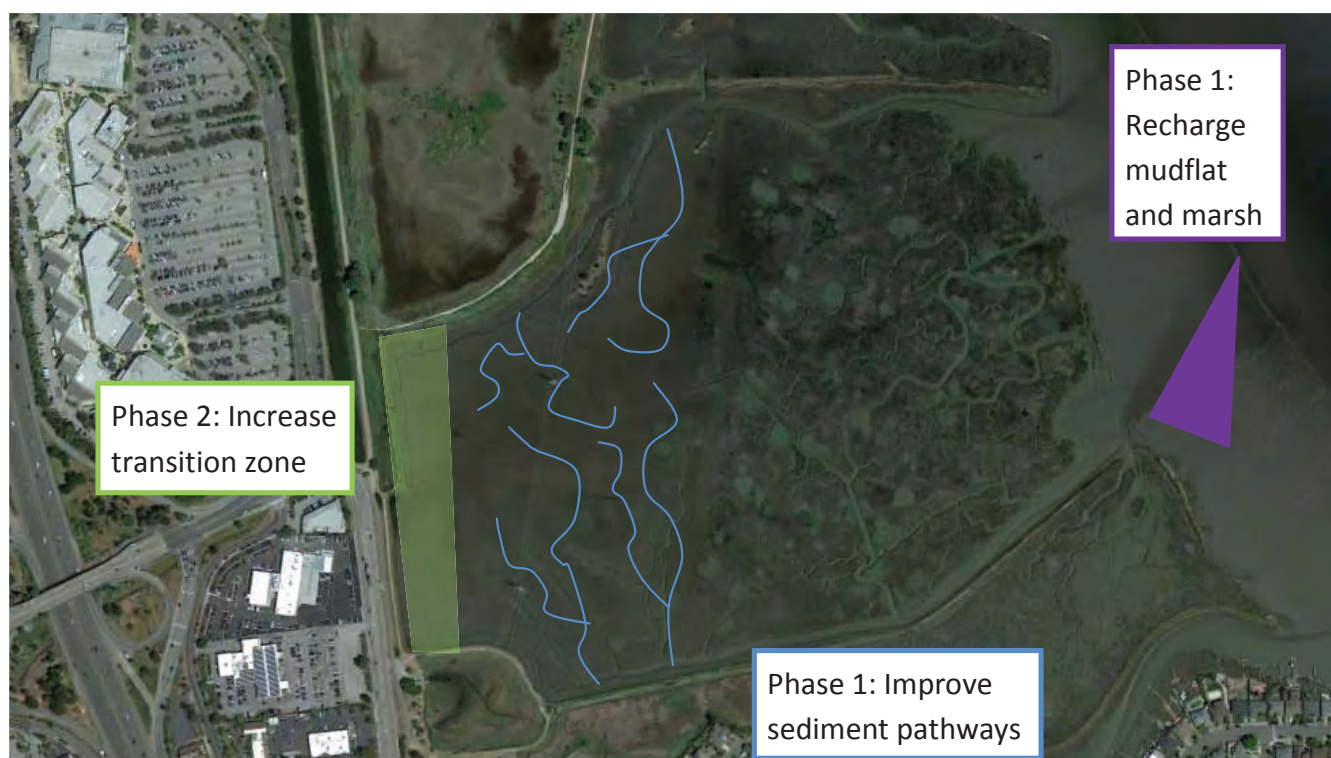 Phase 1:
Recharge
mudflat
and marsh
Phase 2: Increase
transition zone
Phase 1: Improve
sediment pathways